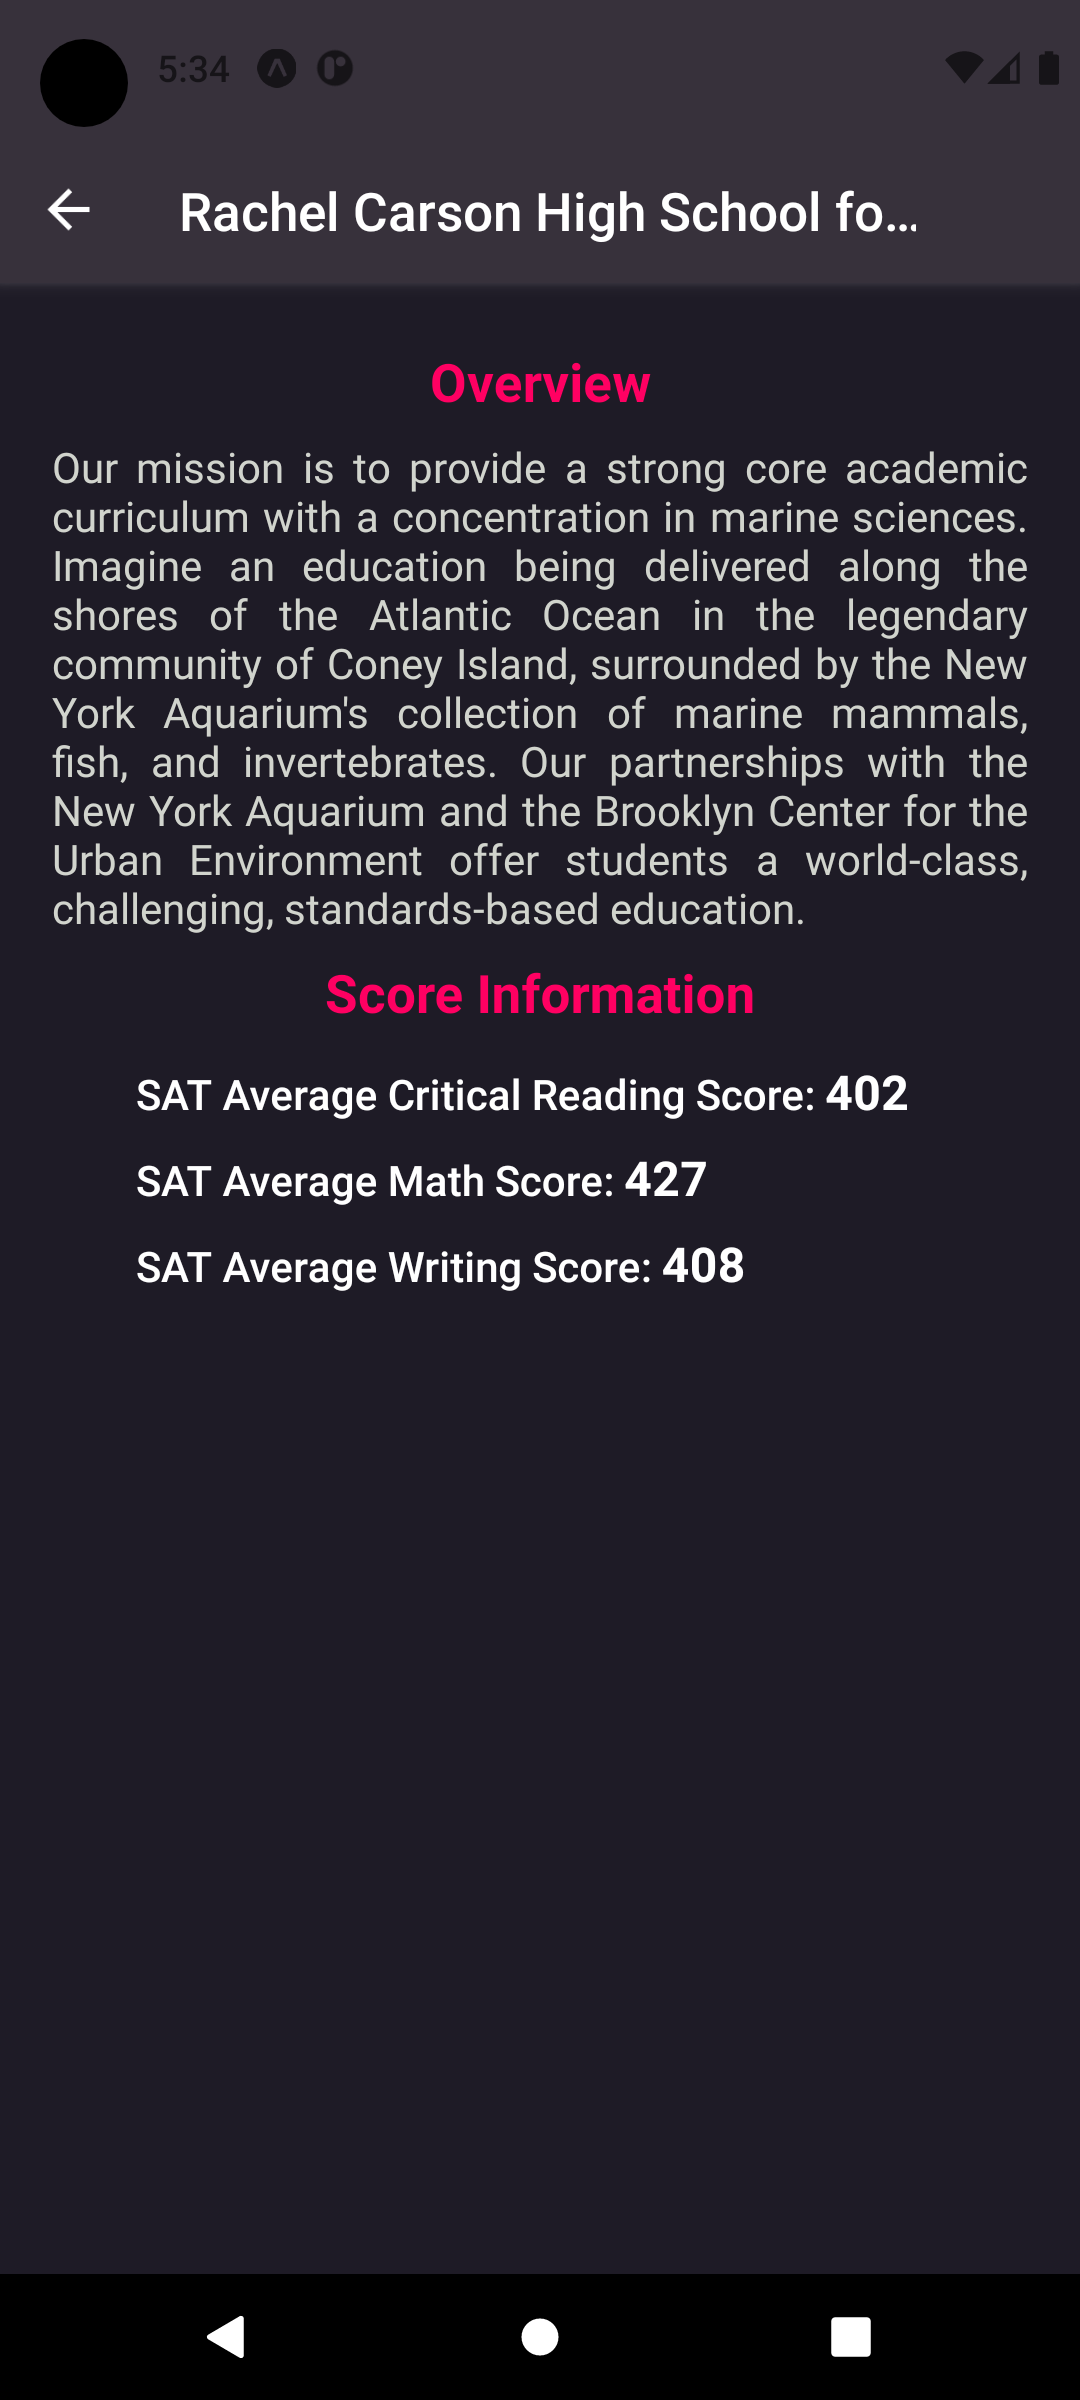 5:34
Rachel Carson High School fo...
Overview
Our mission is to provide a strong core academic
curriculum with a concentration in marine sciences.
Imagine an education being delivered along the
shores of the Atlantic Ocean in the legendary
community of Coney Island, surrounded by the New
York Aquarium's collection of marine mammals,
fish, and invertebrates. Our partnerships with the
New York Aquarium and the Brooklyn Center for the
Urban Environment offer students a world-class,
challenging, standards-based education.
Score Information
SAT Average Critical Reading Score: 402
SAT Average Math Score: 427
SAT Average Writing Score: 408